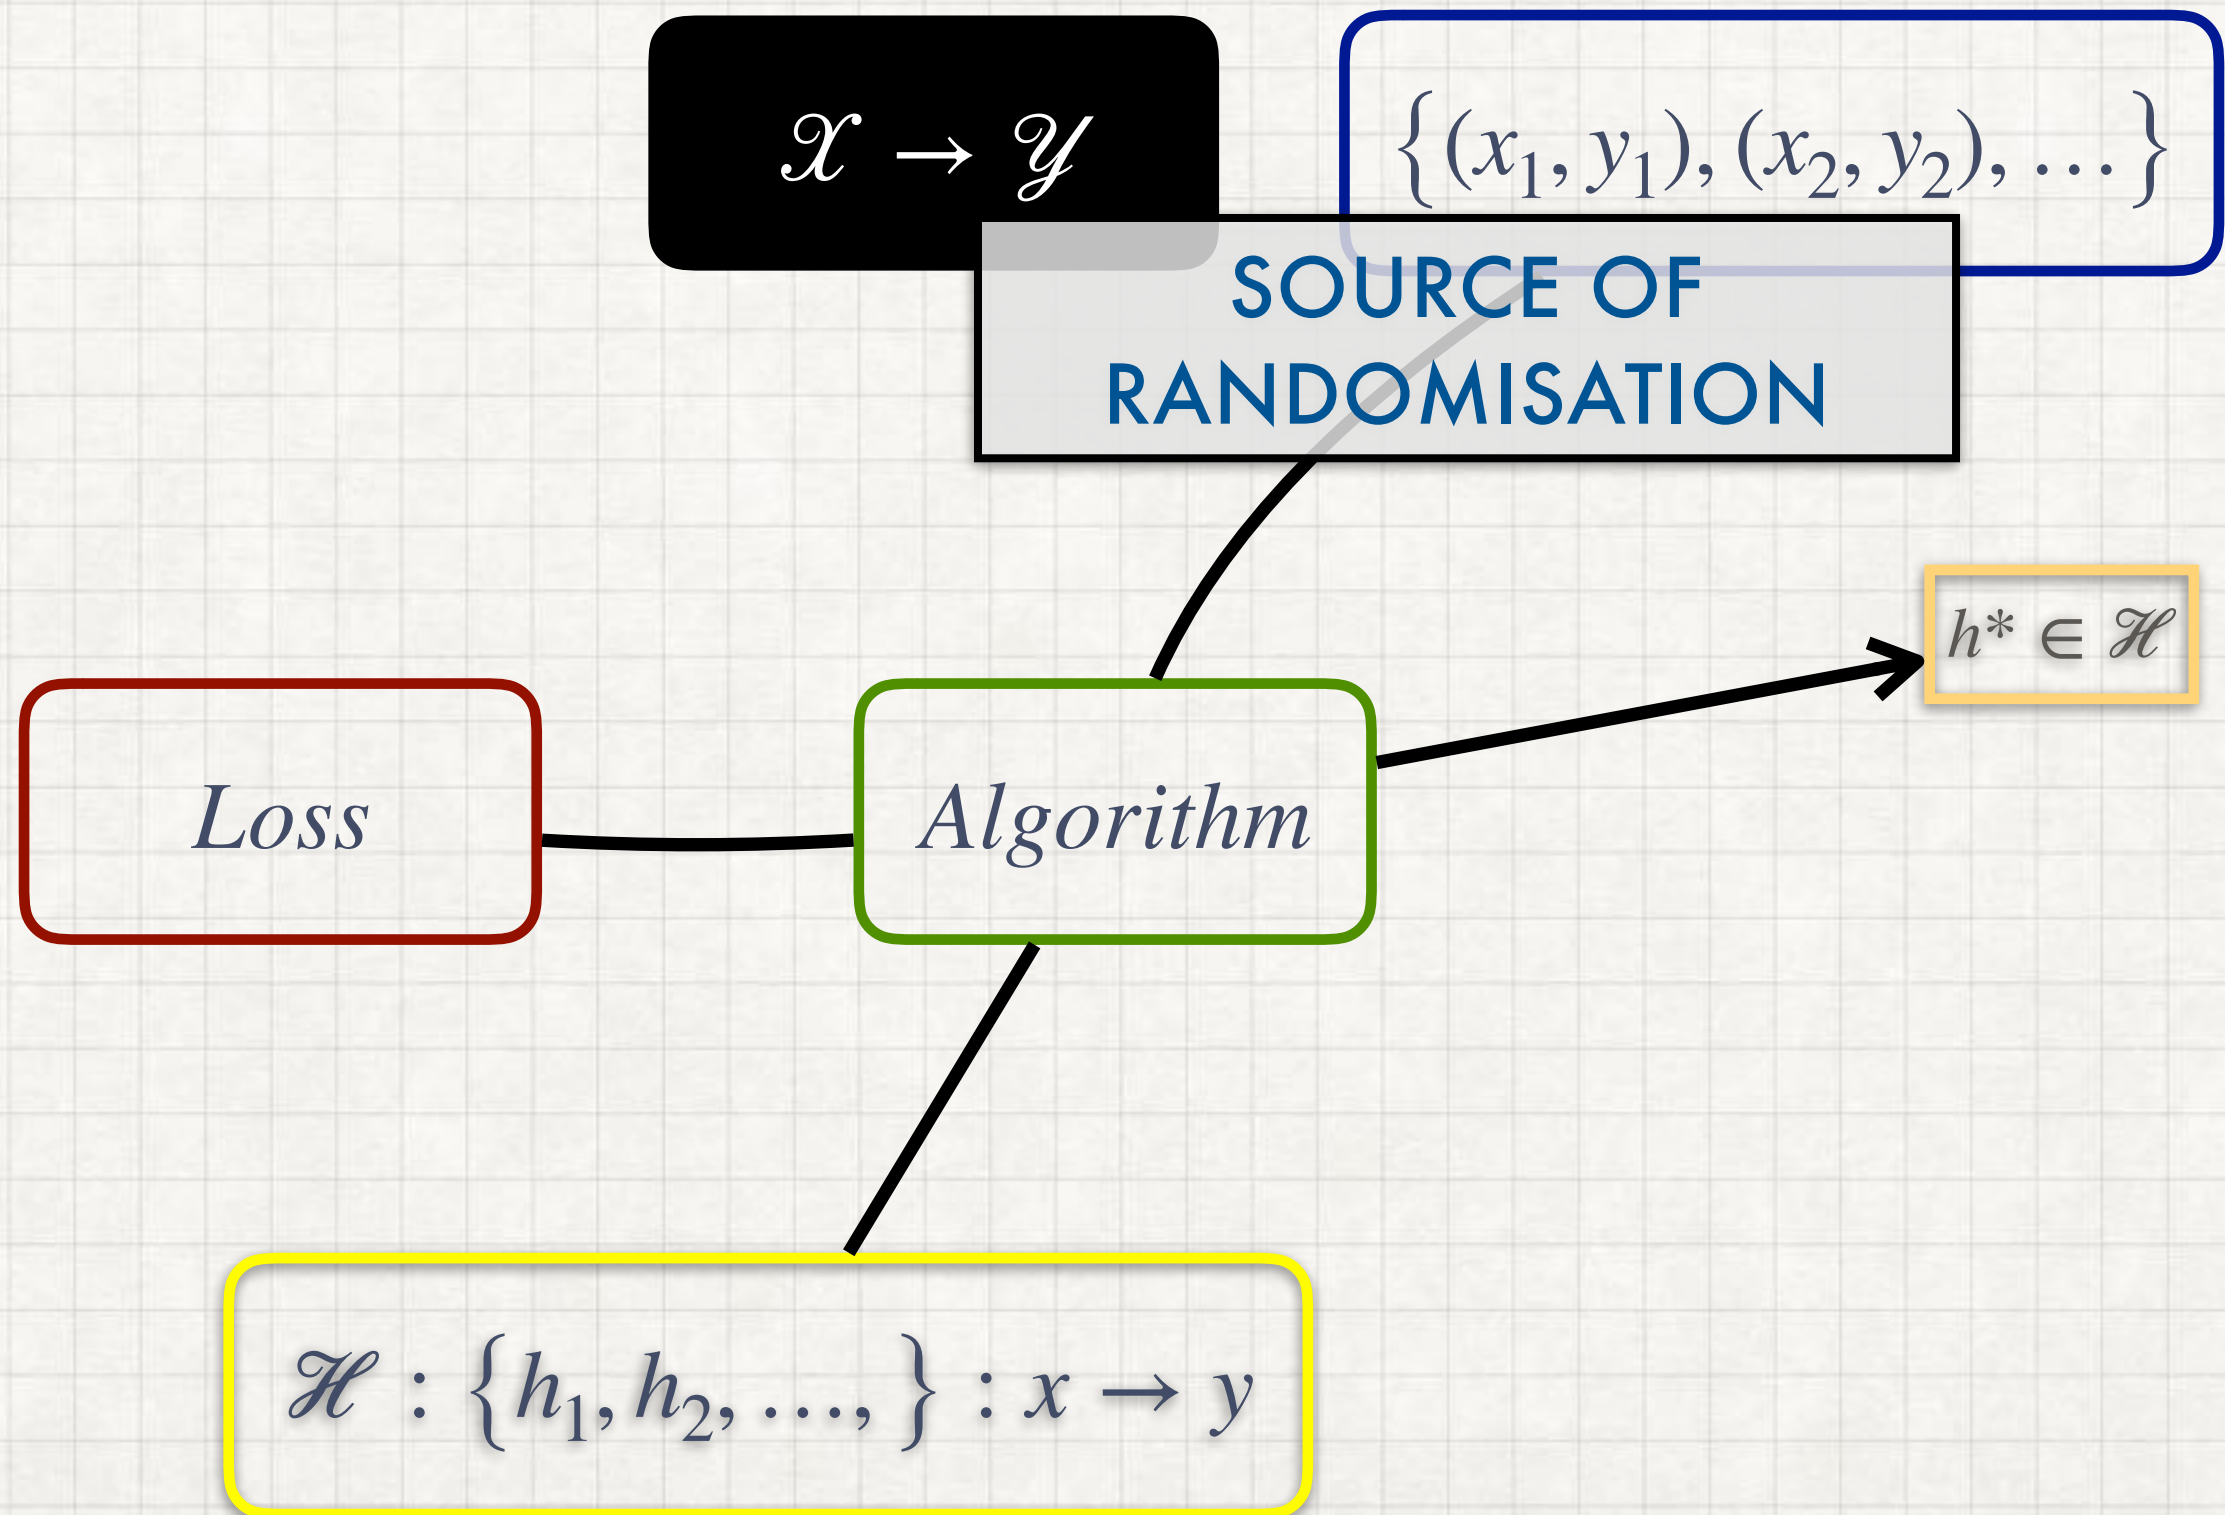 𝒳 → 𝒴
{(x₁, y₁), (x₂, y₂), …}
SOURCE OF
RANDOMISATION
h* ∈ ℋ
Loss
Algorithm
ℋ : {h₁, h₂, …, } : x → y